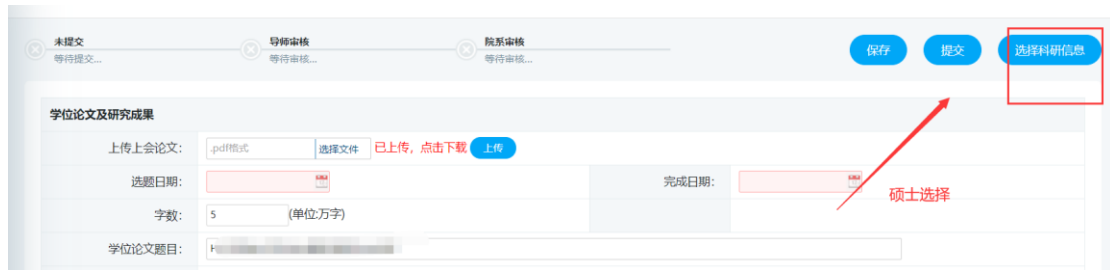 未提交
等待提交...
导师审核
等待审核...
院系审核
等待审核...
保存
提交
选择科研信息
学位论文及研究成果
上传上会论文: .pdf格式 选择文件 已上传，点击下载 上传
选题日期: 完成日期:
硕士选择
字数: 5 (单位:万字)
学位论文题目: